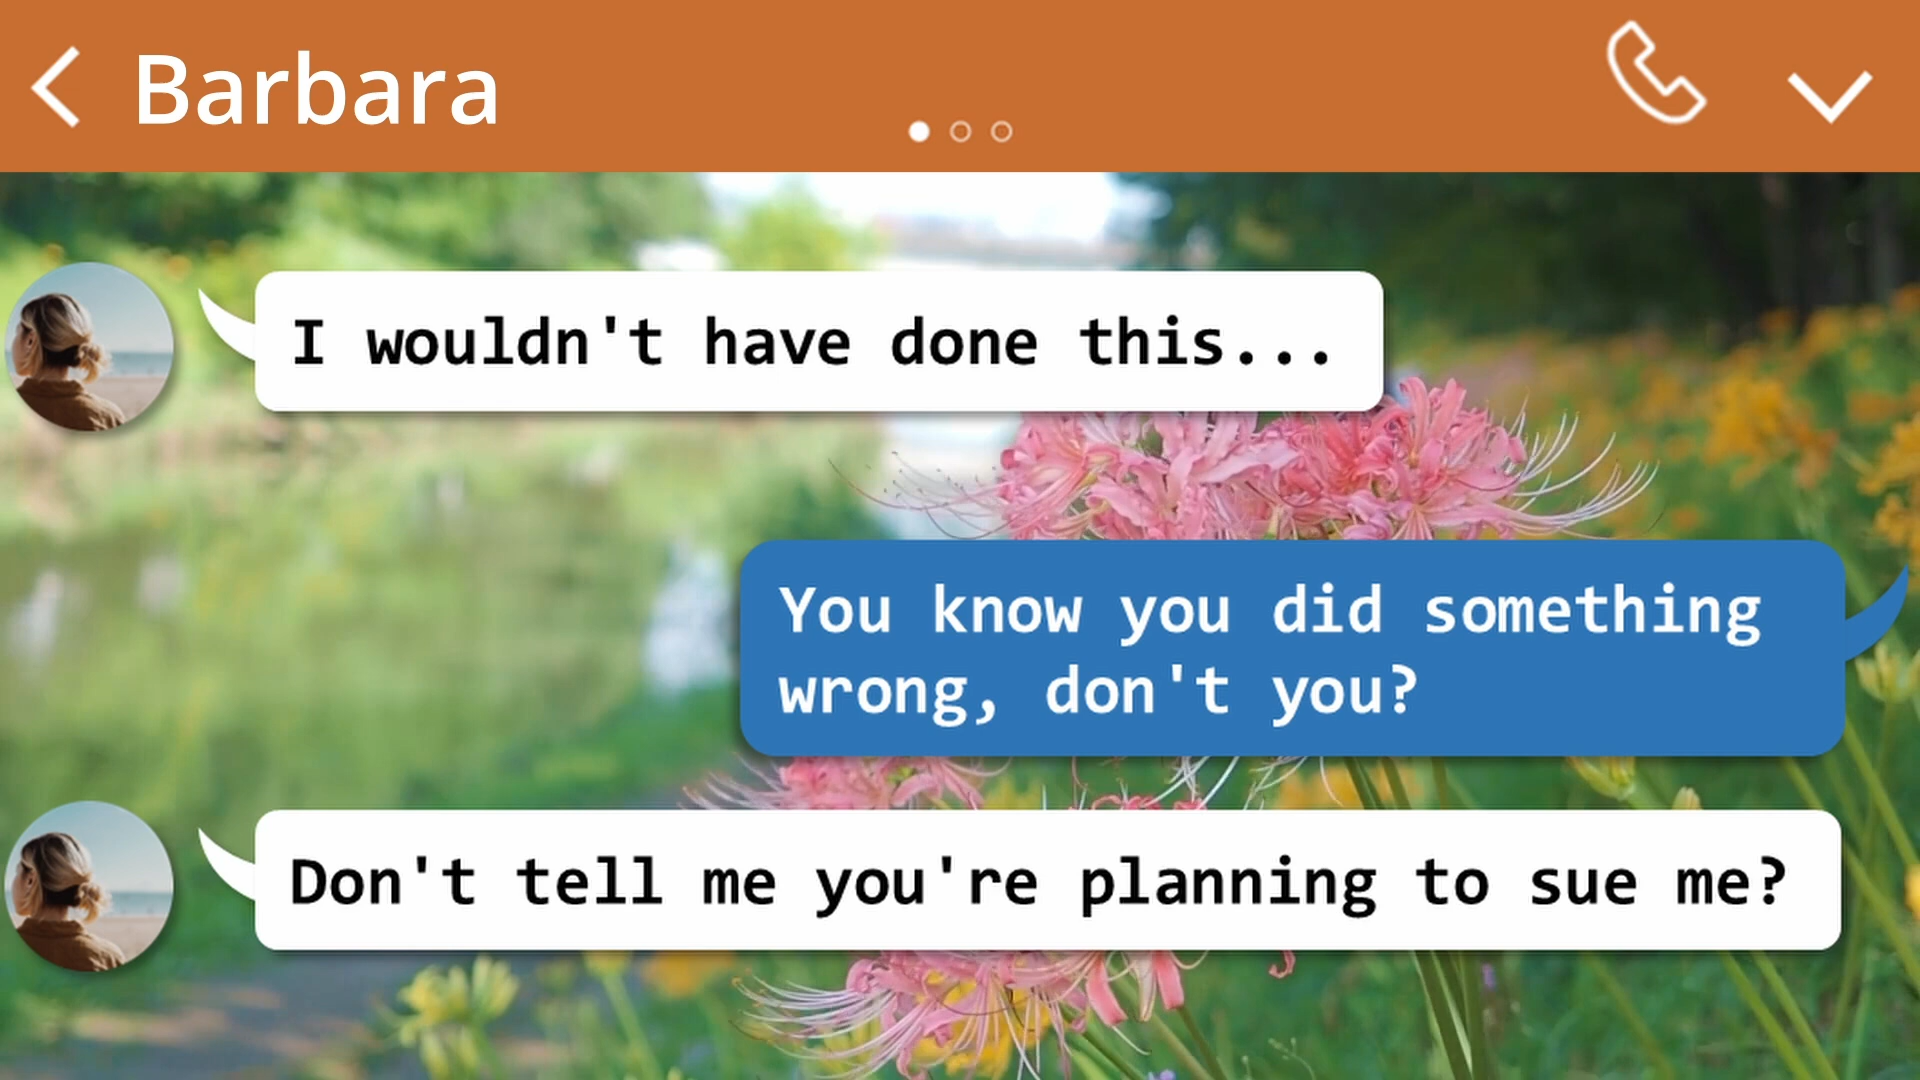 Barbara
I wouldn't have done this...
You know you did something
wrong, don't you?
Don't tell me you're planning to sue me?